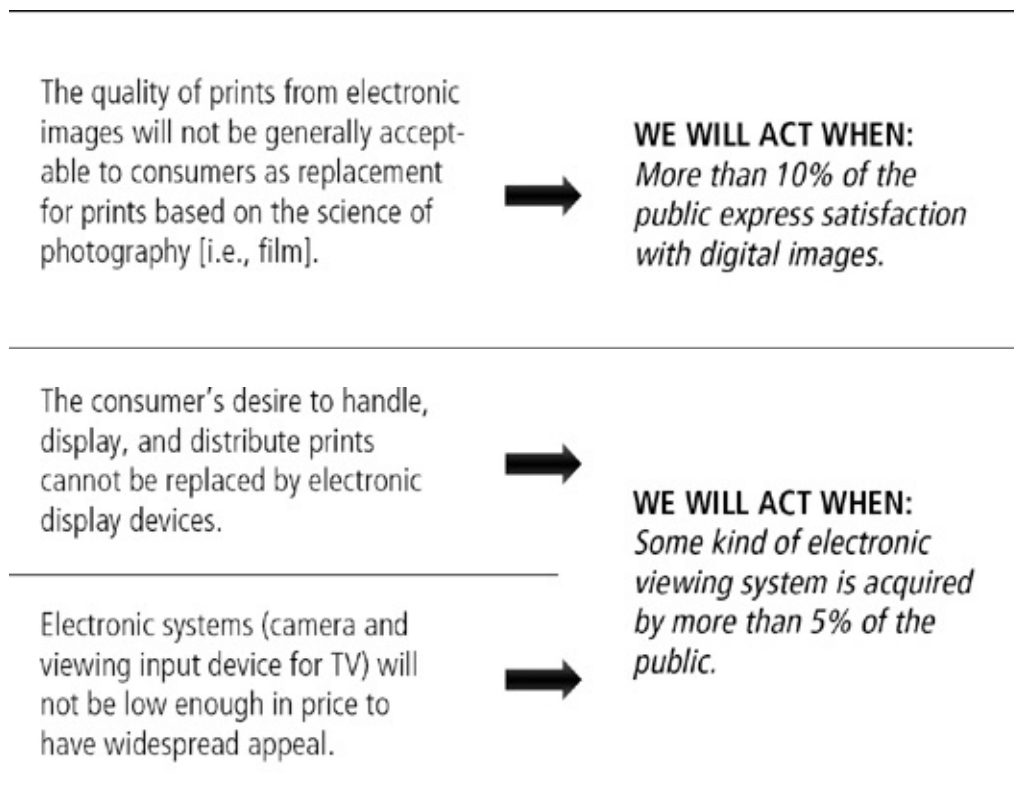 The quality of prints from electronic
images will not be generally accept-
able to consumers as replacement
for prints based on the science of
photography [i.e., film].
WE WILL ACT WHEN:
More than 10% of the
public express satisfaction
with digital images.
The consumer's desire to handle,
display, and distribute prints
cannot be replaced by electronic
display devices.
Electronic systems (camera and
viewing input device for TV) will
not be low enough in price to
have widespread appeal.
WE WILL ACT WHEN:
Some kind of electronic
viewing system is acquired
by more than 5% of the
public.